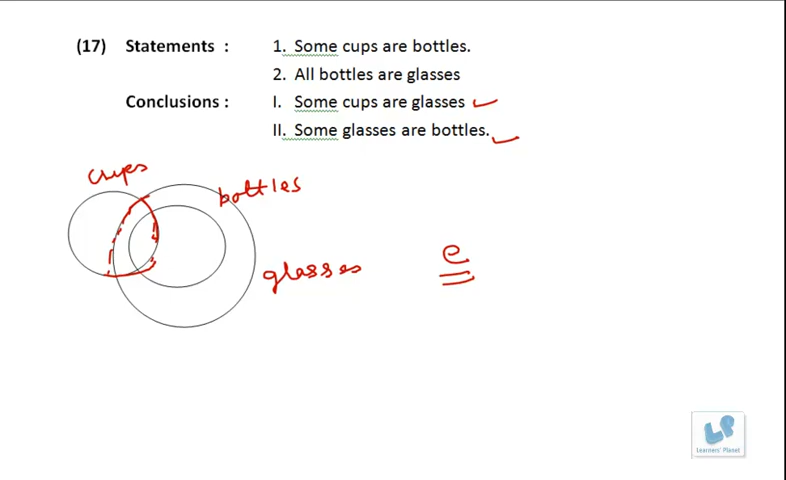 (17) Statements : 1. Some cups are bottles.
2. All bottles are glasses
Conclusions : I. Some cups are glasses
II. Some glasses are bottles.
cups
bottles
glasses
e
LP
Learners' Planet